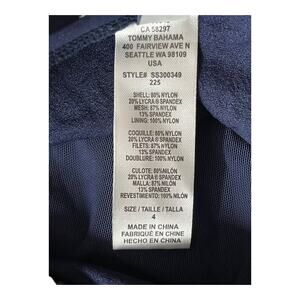 CA 58297
TOMMY BAHAMA
400 FAIRVIEW AVE N
SEATTLE WA 98109
USA
STYLE# SS300349
225
SHELL: 80% NYLON
20% LYCRA® SPANDEX
MESH: 87% NYLON
13% SPANDEX
LINING: 100% NYLON
COQUILLE: 80% NYLON
20% LYCRA® SPANDEX
FILETS: 87% NYLON
13% SPANDEX
DOUBLURE: 100% NYLON
CULOTE: 80% NILÓN
20% LYCRA® SPANDEX
MALLA: 87% NILÓN
13% SPANDEX
REVESTIMIENTO: 100% NILÓN
SIZE / TAILLE / TALLA
4
MADE IN CHINA
FABRIQUÉ EN CHINE
HECHO EN CHINA